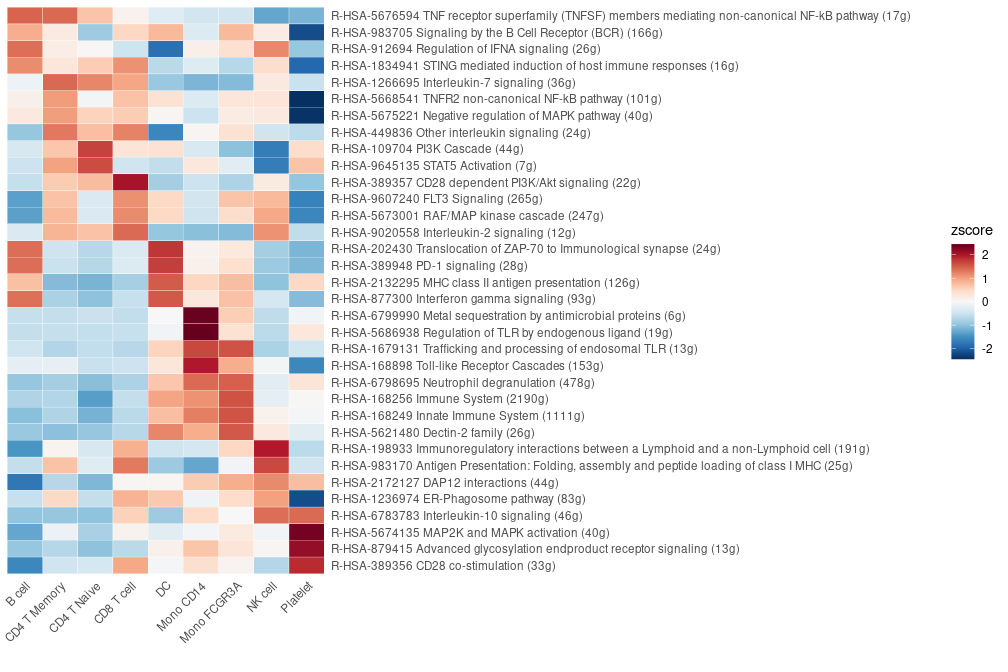 R-HSA-5676594 TNF receptor superfamily (TNFSF) members mediating non-canonical NF-kB pathway (17g)
R-HSA-983705 Signaling by the B Cell Receptor (BCR) (166g)
R-HSA-912694 Regulation of IFNA signaling (26g)
R-HSA-1834941 STING mediated induction of host immune responses (16g)
R-HSA-1266695 Interleukin-7 signaling (36g)
R-HSA-5668541 TNFR2 non-canonical NF-kB pathway (101g)
R-HSA-5675221 Negative regulation of MAPK pathway (40g)
R-HSA-449836 Other interleukin signaling (24g)
R-HSA-109704 PI3K Cascade (44g)
R-HSA-9645135 STAT5 Activation (7g)
R-HSA-389357 CD28 dependent PI3K/Akt signaling (22g)
R-HSA-9607240 FLT3 Signaling (265g)
R-HSA-5673001 RAF/MAP kinase cascade (247g)
R-HSA-9020558 Interleukin-2 signaling (12g)
R-HSA-202430 Translocation of ZAP-70 to Immunological synapse (24g)
R-HSA-389948 PD-1 signaling (28g)
R-HSA-2132295 MHC class II antigen presentation (126g)
R-HSA-877300 Interferon gamma signaling (93g)
R-HSA-6799990 Metal sequestration by antimicrobial proteins (6g)
R-HSA-5686938 Regulation of TLR by endogenous ligand (19g)
R-HSA-1679131 Trafficking and processing of endosomal TLR (13g)
R-HSA-168898 Toll-like Receptor Cascades (153g)
R-HSA-6798695 Neutrophil degranulation (478g)
R-HSA-168256 Immune System (2190g)
R-HSA-168249 Innate Immune System (1111g)
R-HSA-5621480 Dectin-2 family (26g)
R-HSA-198933 Immunoregulatory interactions between a Lymphoid and a non-Lymphoid cell (191g)
R-HSA-983170 Antigen Presentation: Folding, assembly and peptide loading of class I MHC (25g)
R-HSA-2172127 DAP12 interactions (44g)
R-HSA-1236974 ER-Phagosome pathway (83g)
R-HSA-6783783 Interleukin-10 signaling (46g)
R-HSA-5674135 MAP2K and MAPK activation (40g)
R-HSA-879415 Advanced glycosylation endproduct receptor signaling (13g)
R-HSA-389356 CD28 co-stimulation (33g)
B cell
CD4 T Memory
CD4 T Naive
CD8 T cell
DC
Mono CD14
Mono FCGR3A
NK cell
Platelet
zscore
2
1
0
-1
-2